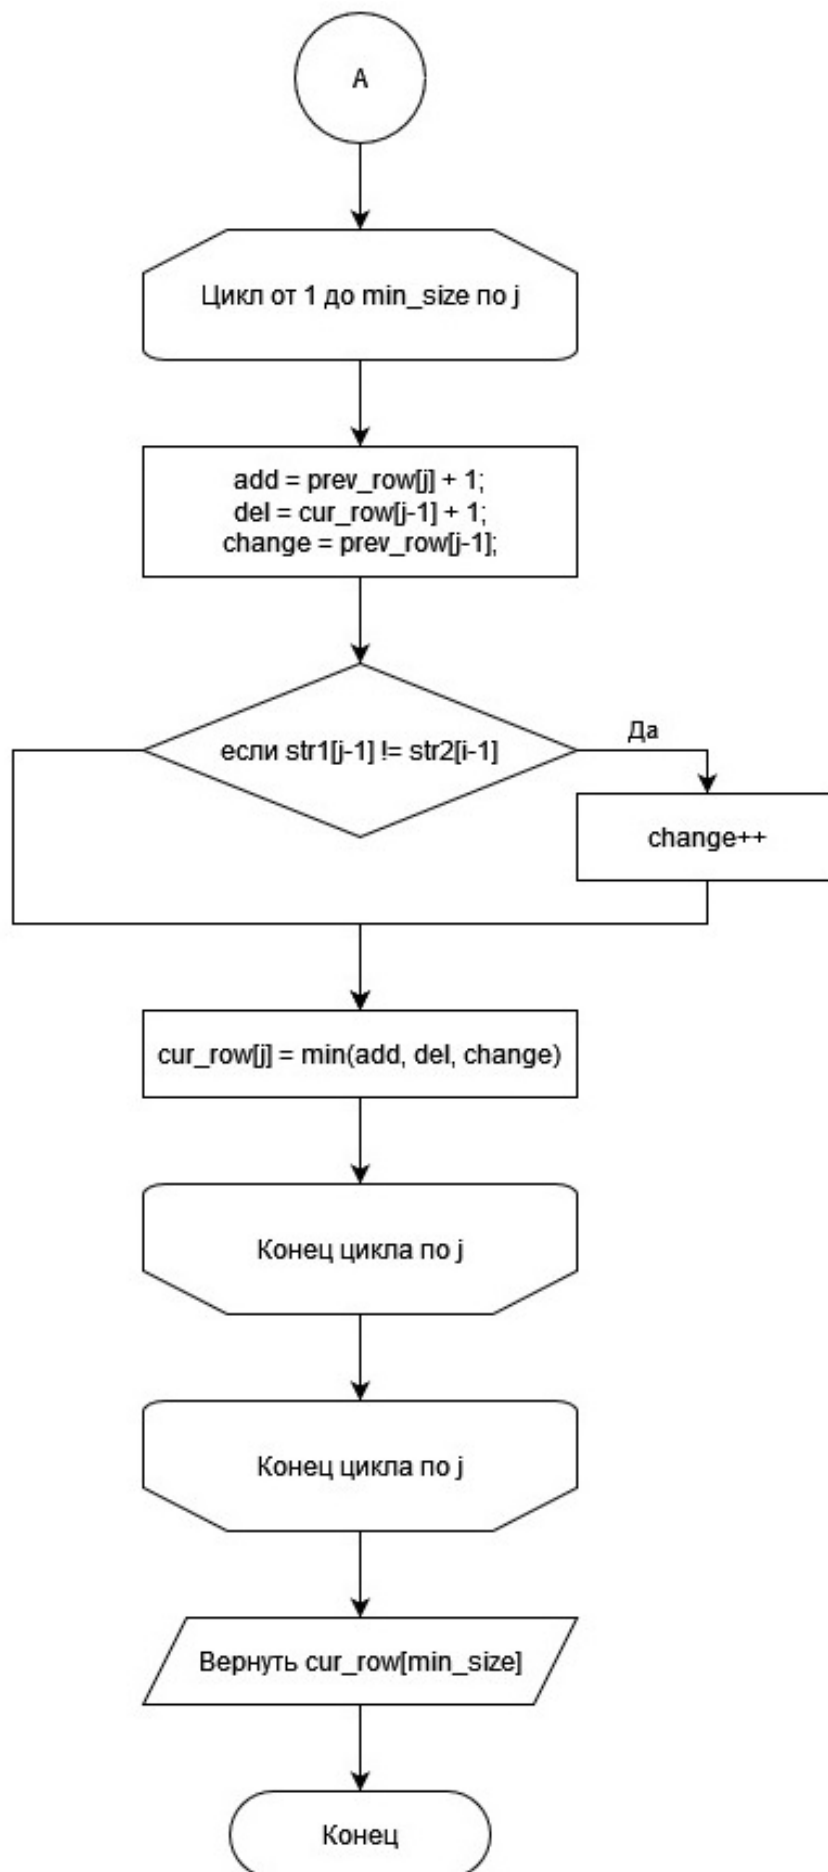 A
Цикл от 1 до min_size по j
add = prev_row[j] + 1;
del = cur_row[j-1] + 1;
change = prev_row[j-1];
если str1[j-1] != str2[i-1]
Да
change++
cur_row[j] = min(add, del, change)
Конец цикла по j
Конец цикла по j
Вернуть cur_row[min_size]
Конец